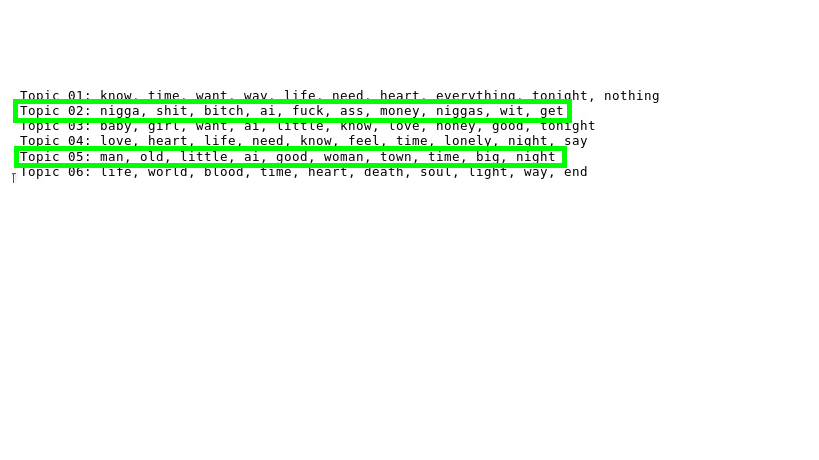 Topic 01: know, time, want, way, life, need, heart, everything, tonight, nothing
Topic 02: nigga, shit, bitch, ai, fuck, ass, money, niggas, wit, get
Topic 03: baby, girl, want, ai, little, know, love, honey, good, tonight
Topic 04: love, heart, life, need, know, feel, time, lonely, night, say
Topic 05: man, old, little, ai, good, woman, town, time, big, night
Topic 06: life, world, blood, time, heart, death, soul, light, way, end